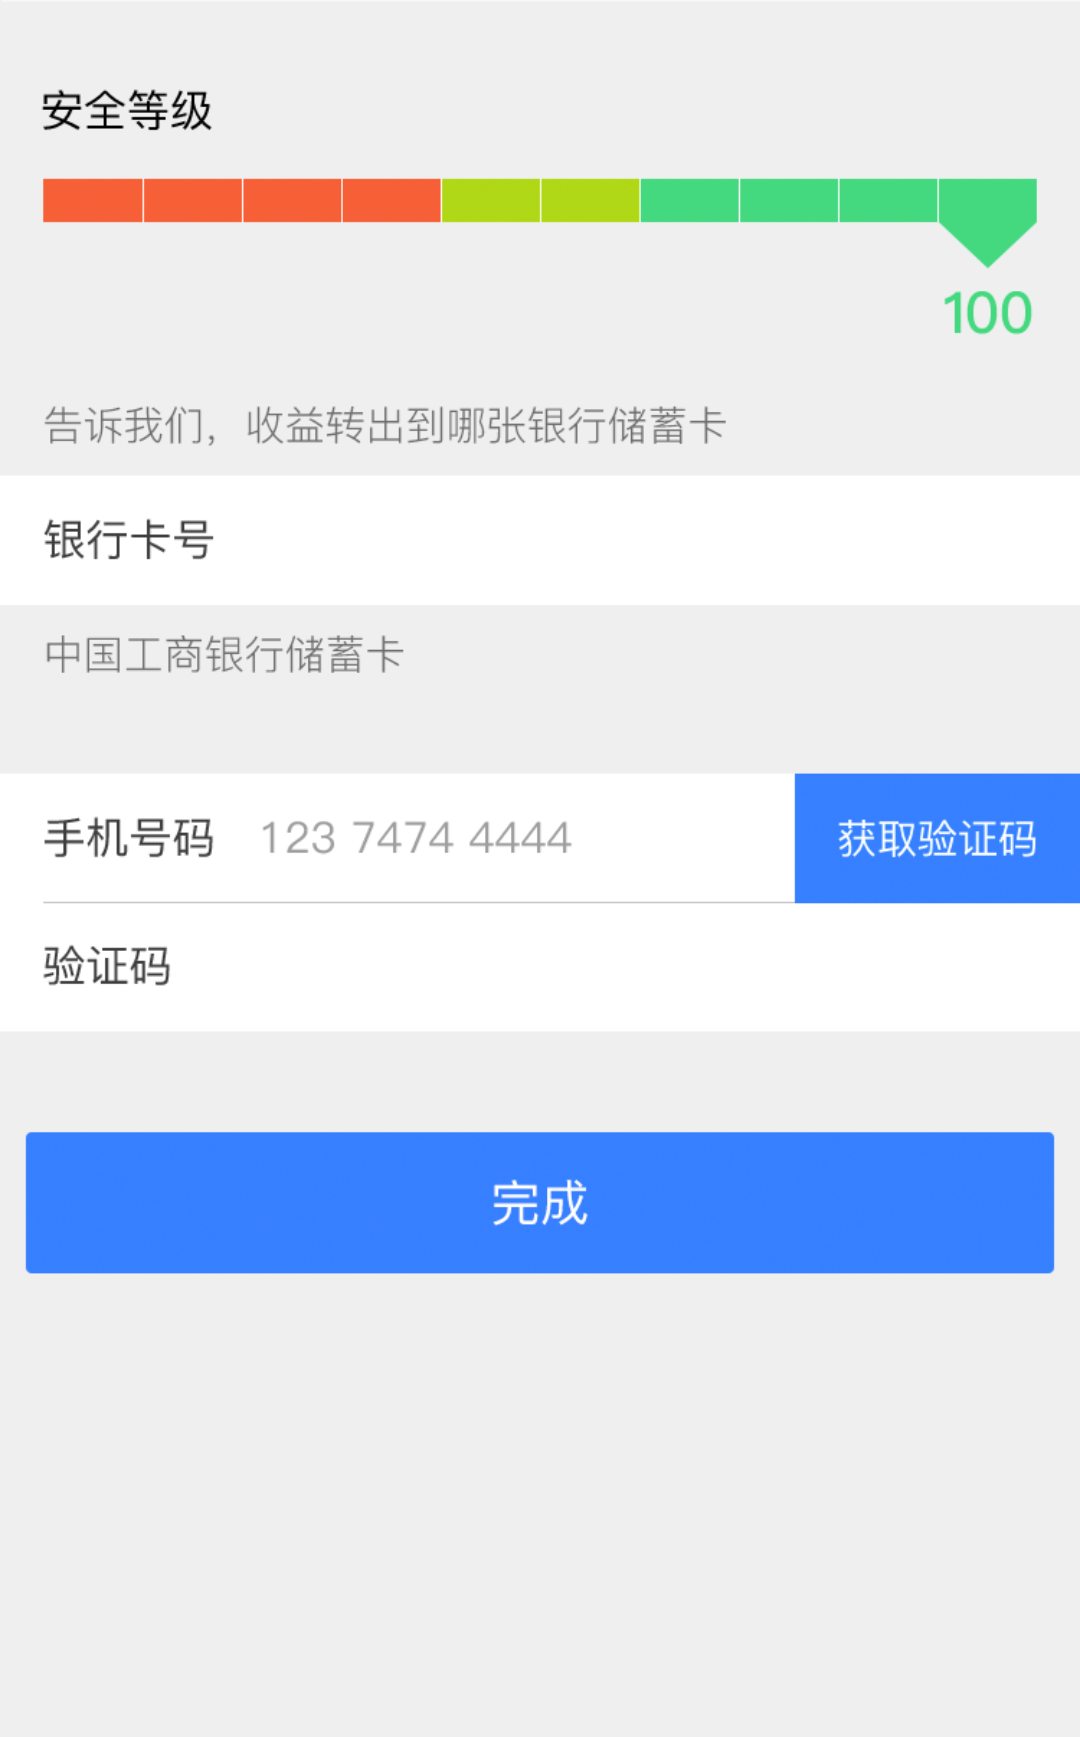 安全等级
100
告诉我们，收益转出到哪张银行储蓄卡
银行卡号
中国工商银行储蓄卡
手机号码 123 7474 4444 获取验证码
验证码
完成